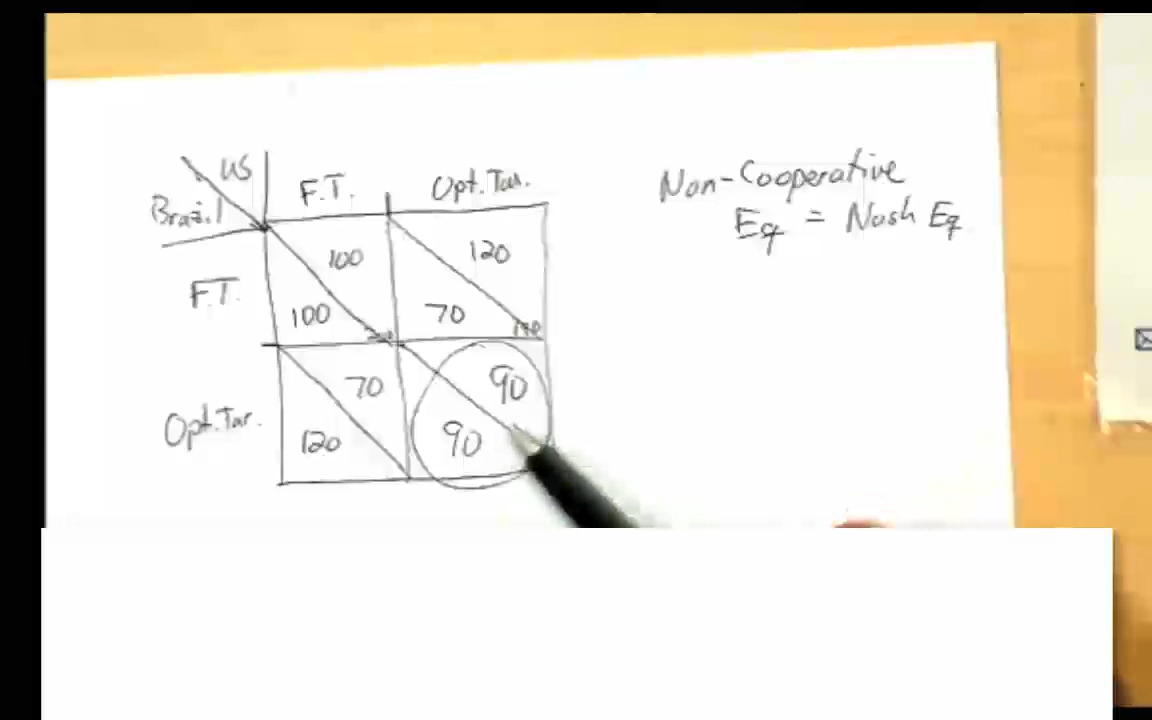 US
Brazil
F.T. Opt.Tar.
F.T. 100 120
100 70
Opt.Tar. 70 90
120 90
Non-Cooperative
Eq = Nash Eq